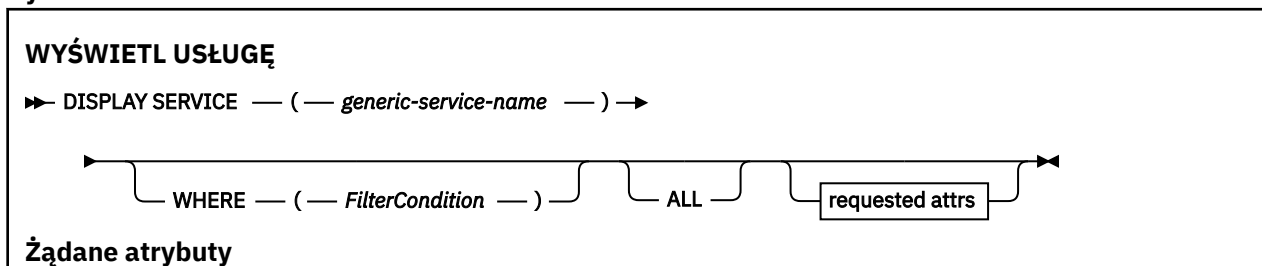 WYŚWIETL USŁUGĘ
DISPLAY SERVICE ( generic-service-name )
WHERE ( FilterCondition ) ALL requested attrs
Żądane atrybuty